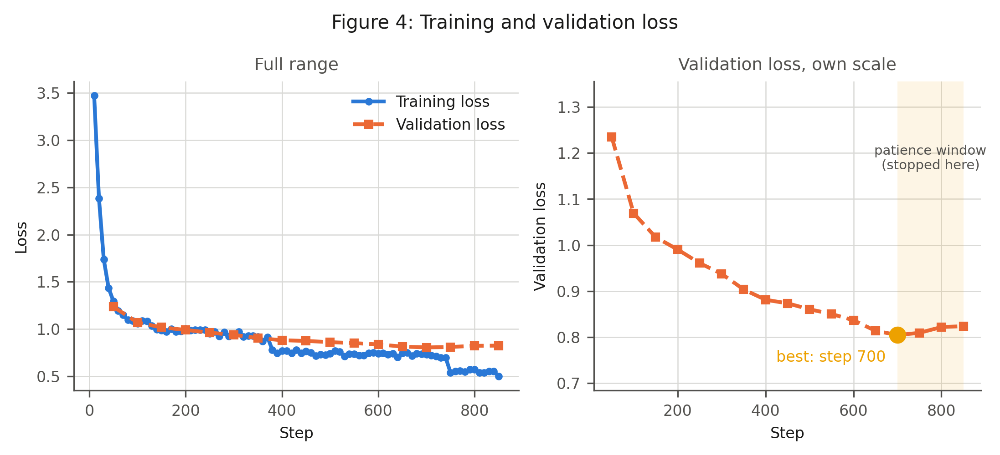 Figure 4: Training and validation loss
Full range
3.5
3.0
2.5
2.0
1.5
1.0
0.5
Loss
0
200
400
600
800
Step
Training loss
Validation loss
Validation loss, own scale
1.3
1.2
1.1
1.0
0.9
0.8
0.7
Validation loss
200
400
600
800
Step
patience window
(stopped here)
best: step 700